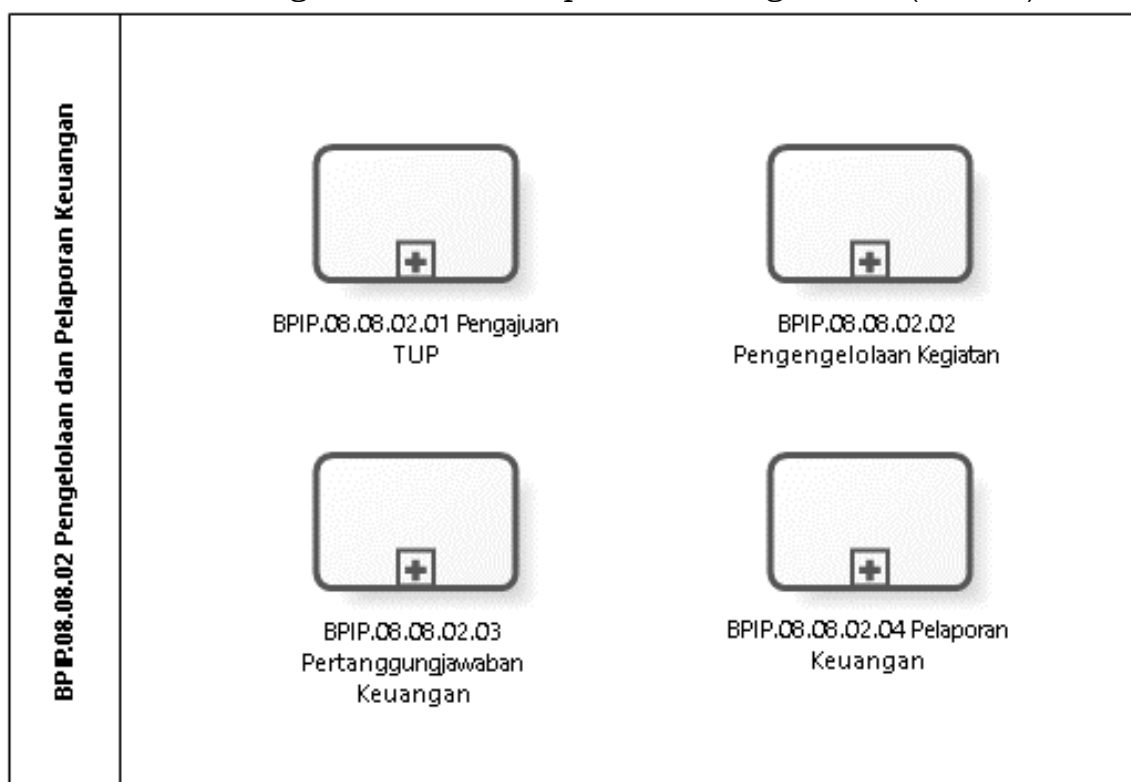 BPIP.08.08.02 Pengelolaan dan Pelaporan Keuangan
BPIP.08.08.02.01 Pengajuan
TUP
BPIP.08.08.02.02
Pengengelolaan Kegiatan
BPIP.08.08.02.03
Pertanggungjawaban
Keuangan
BPIP.08.08.02.04 Pelaporan
Keuangan